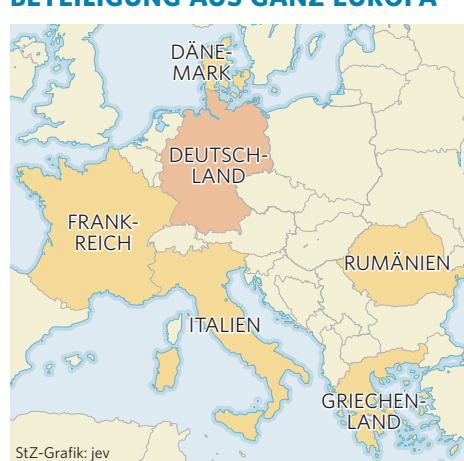 BETEILIGUNG AUS GANZ EUROPA
DÄNE-
MARK
DEUTSCH-
LAND
FRANK-
REICH
RUMÄNIEN
ITALIEN
GRIECHEN-
LAND
StZ-Grafik: jev